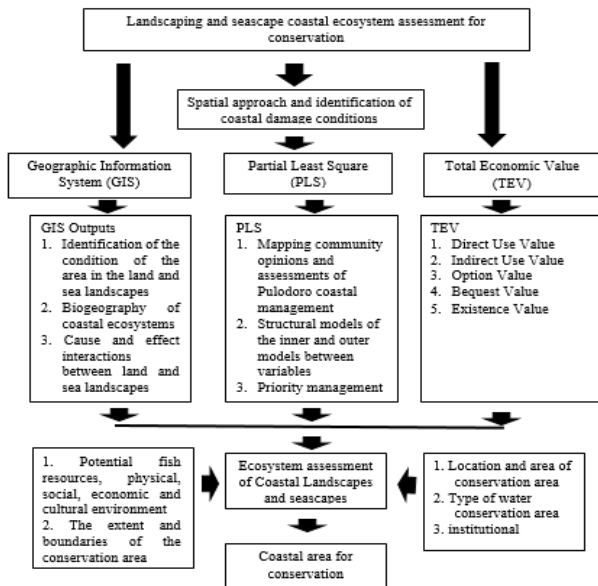 Landscaping and seascape coastal ecosystem assessment for
conservation
Spatial approach and identification of
coastal damage conditions
Geographic Information
System (GIS)
Partial Least Square
(PLS)
Total Economic Value
(TEV)
GIS Outputs
1. Identification of the
condition of the
area in the land and
sea landscapes
2. Biogeography of
coastal ecosystems
3. Cause and effect
interactions
between land and
sea landscapes
PLS
1. Mapping community
opinions and
assessments of
Pulodoro coastal
management
2. Structural models of
the inner and outer
models between
variables
3. Priority management
TEV
1. Direct Use Value
2. Indirect Use Value
3. Option Value
4. Bequest Value
5. Existence Value
1. Potential fish
resources, physical,
social, economic and
cultural environment
2. The extent and
boundaries of the
conservation area
Ecosystem assessment
of Coastal Landscapes
and seascapes
1. Location and area of
conservation area
2. Type of water
conservation area
3. institutional
Coastal area for
conservation